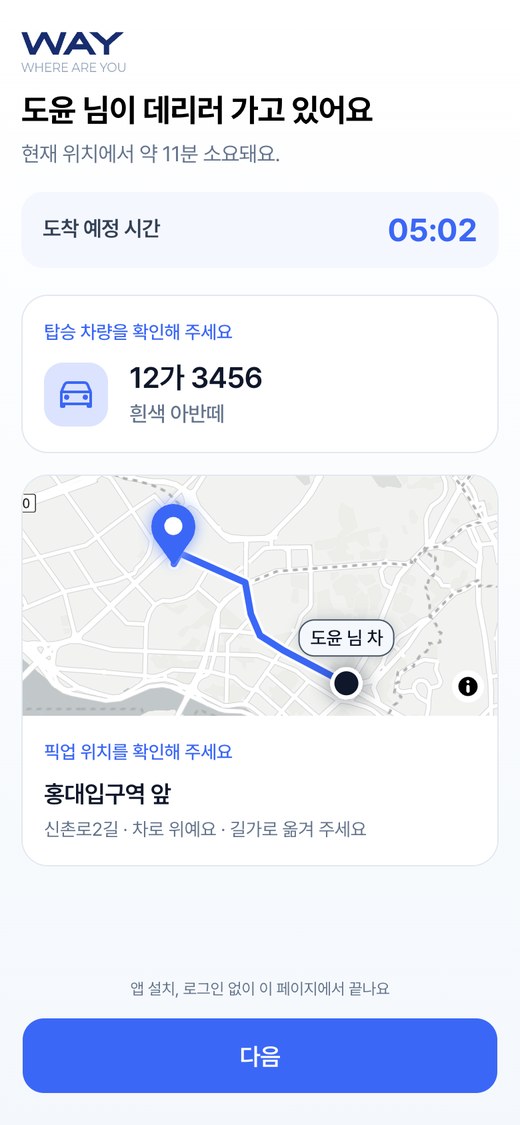 WAY
WHERE ARE YOU
도윤 님이 데리러 가고 있어요
현재 위치에서 약 11분 소요돼요.
도착 예정 시간
05:02
탑승 차량을 확인해 주세요
12가 3456
흰색 아반떼
0
도윤 님 차
픽업 위치를 확인해 주세요
홍대입구역 앞
신촌로2길 · 차로 위예요 · 길가로 옮겨 주세요
앱 설치, 로그인 없이 이 페이지에서 끝나요
다음